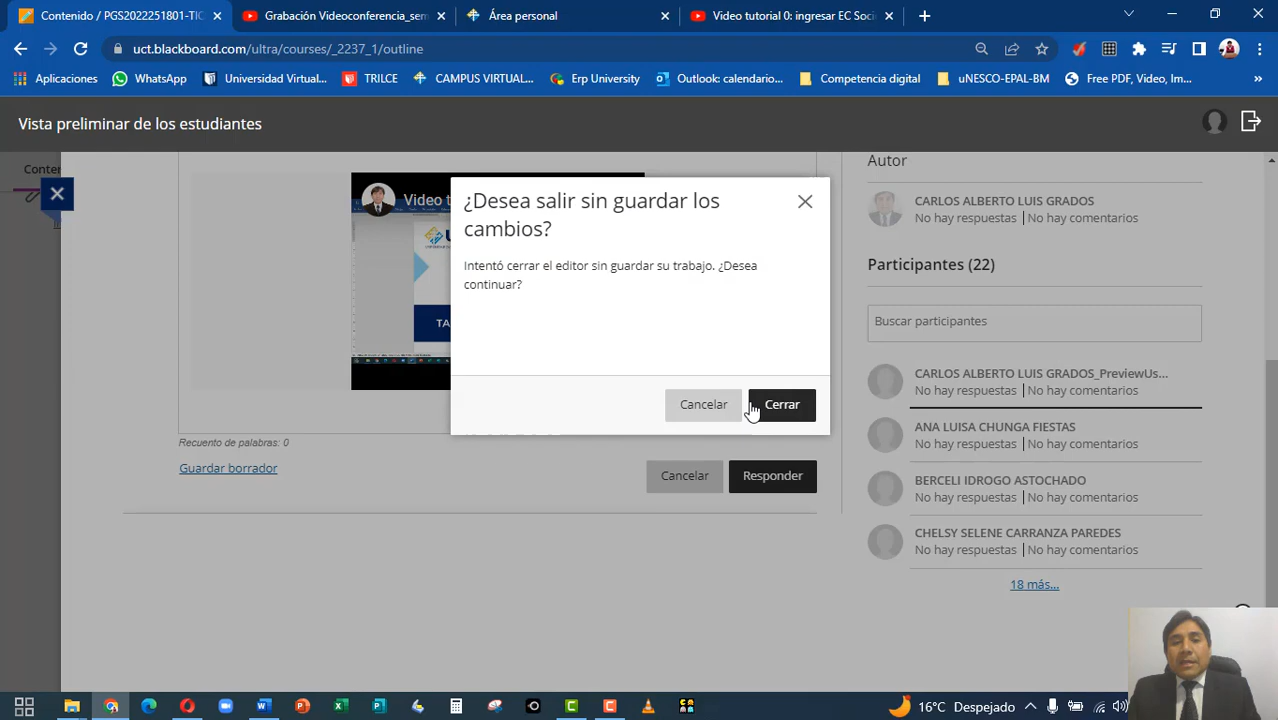 Contenido / PGS2022251801-TIC
Grabación Videoconferencia_sem
Área personal
Video tutorial 0: ingresar EC Soci
uct.blackboard.com/ultra/courses/_2237_1/outline
Aplicaciones
WhatsApp
Universidad Virtual...
TRILCE
CAMPUS VIRTUAL...
Erp University
Outlook: calendario...
Competencia digital
uNESCO-EPAL-BM
Free PDF, Video, Im...
»
Vista preliminar de los estudiantes
Conter
Video t
TA
¿Desea salir sin guardar los
cambios?
Intentó cerrar el editor sin guardar su trabajo. ¿Desea
continuar?
Cancelar
Cerrar
Recuento de palabras: 0
Guardar borrador
Cancelar
Responder
Autor
CARLOS ALBERTO LUIS GRADOS
No hay respuestas | No hay comentarios
Participantes (22)
Buscar participantes
CARLOS ALBERTO LUIS GRADOS_PreviewUs...
No hay respuestas | No hay comentarios
ANA LUISA CHUNGA FIESTAS
No hay respuestas | No hay comentarios
BERCELI IDROGO ASTOCHADO
No hay respuestas | No hay comentarios
CHELSY SELENE CARRANZA PAREDES
No hay respuestas | No hay comentarios
18 más...
16°C Despejado